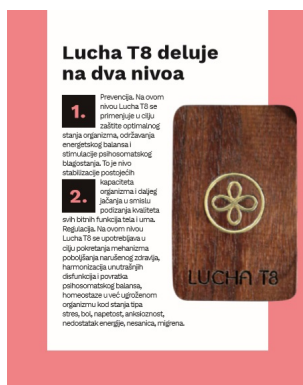 Lucha T8 deluje
na dva nivoa
1.
Prevencija. Na ovom
nivou Lucha T8 se
primenjuje u cilju
zaštite optimalnog
stanja organizma, održavanja
energetskog balansa i
stimulacije psihosomatskog
blagostanja. To je nivo
stabilizacije postojećih
2.
kapaciteta
organizma i daljeg
jačanja u smislu
podizanja kvaliteta
svih bitnih funkcija tela i uma.
Regulacija. Na ovom nivou
Lucha T8 se upotrebljava u
cilju pokretanja mehanizma
poboljšanja narušenog zdravlja,
harmonizacija unutrašnjih
disfunkcija i povratka
psihosomatskog balansa,
homeostaze u već ugroženom
organizmu kod stanja tipa
stres, bol, napetost, anksioznost,
nedostatak energije, nesanica, migrena.
LUCHA T8